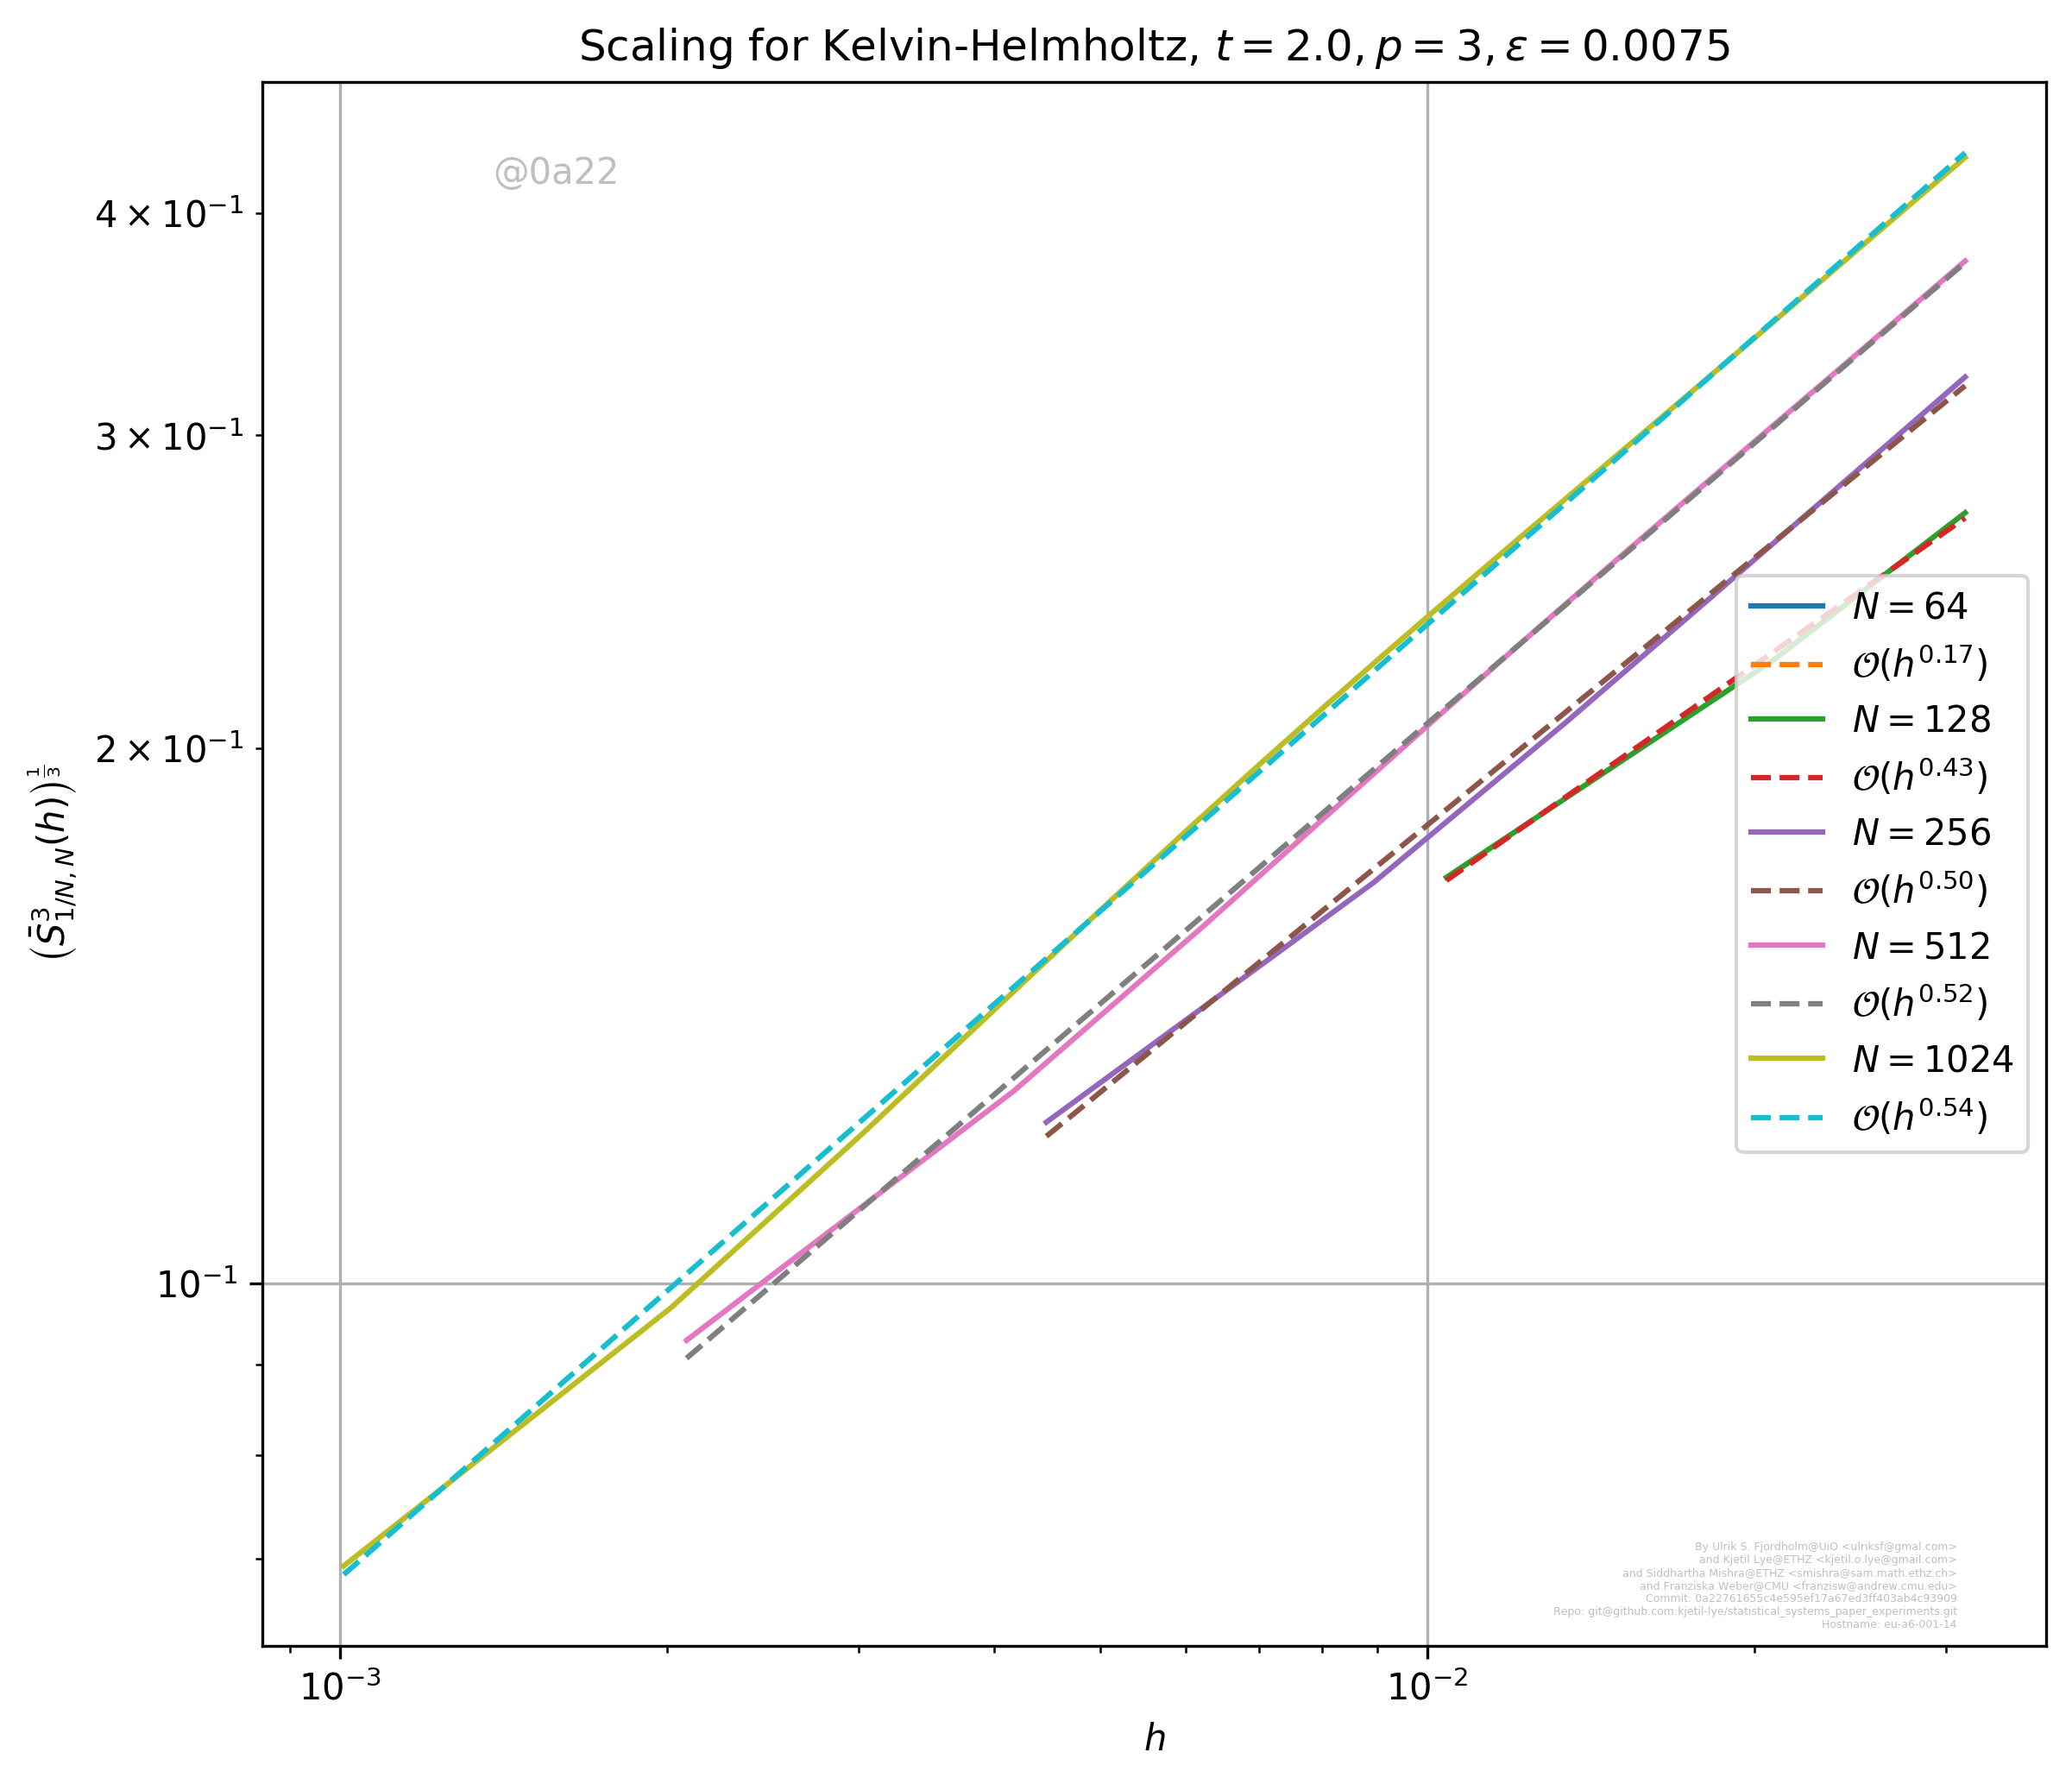 Scaling for Kelvin-Helmholtz, t = 2.0, p = 3, ε = 0.0075
@0a22
4 × 10⁻¹
3 × 10⁻¹
2 × 10⁻¹
10⁻¹
(S̄³_{1/N, N}(h))^{1/3}
N = 64
𝒪(h^{0.17})
N = 128
𝒪(h^{0.43})
N = 256
𝒪(h^{0.50})
N = 512
𝒪(h^{0.52})
N = 1024
𝒪(h^{0.54})
By Ulrik S. Fjordholm@UiO <ulriksf@gmal.com>
and Kjetil Lye@ETHZ <kjetil.o.lye@gmail.com>
and Siddhartha Mishra@ETHZ <smishra@sam.math.ethz.ch>
and Franziska Weber@CMU <franzisw@andrew.cmu.edu>
Commit: 0a22761655c4e595ef17a67ed3ff403ab4c93909
Repo: git@github.com:kjetil-lye/statistical_systems_paper_experiments.git
Hostname: eu-a6-001-14
10⁻³
10⁻²
h